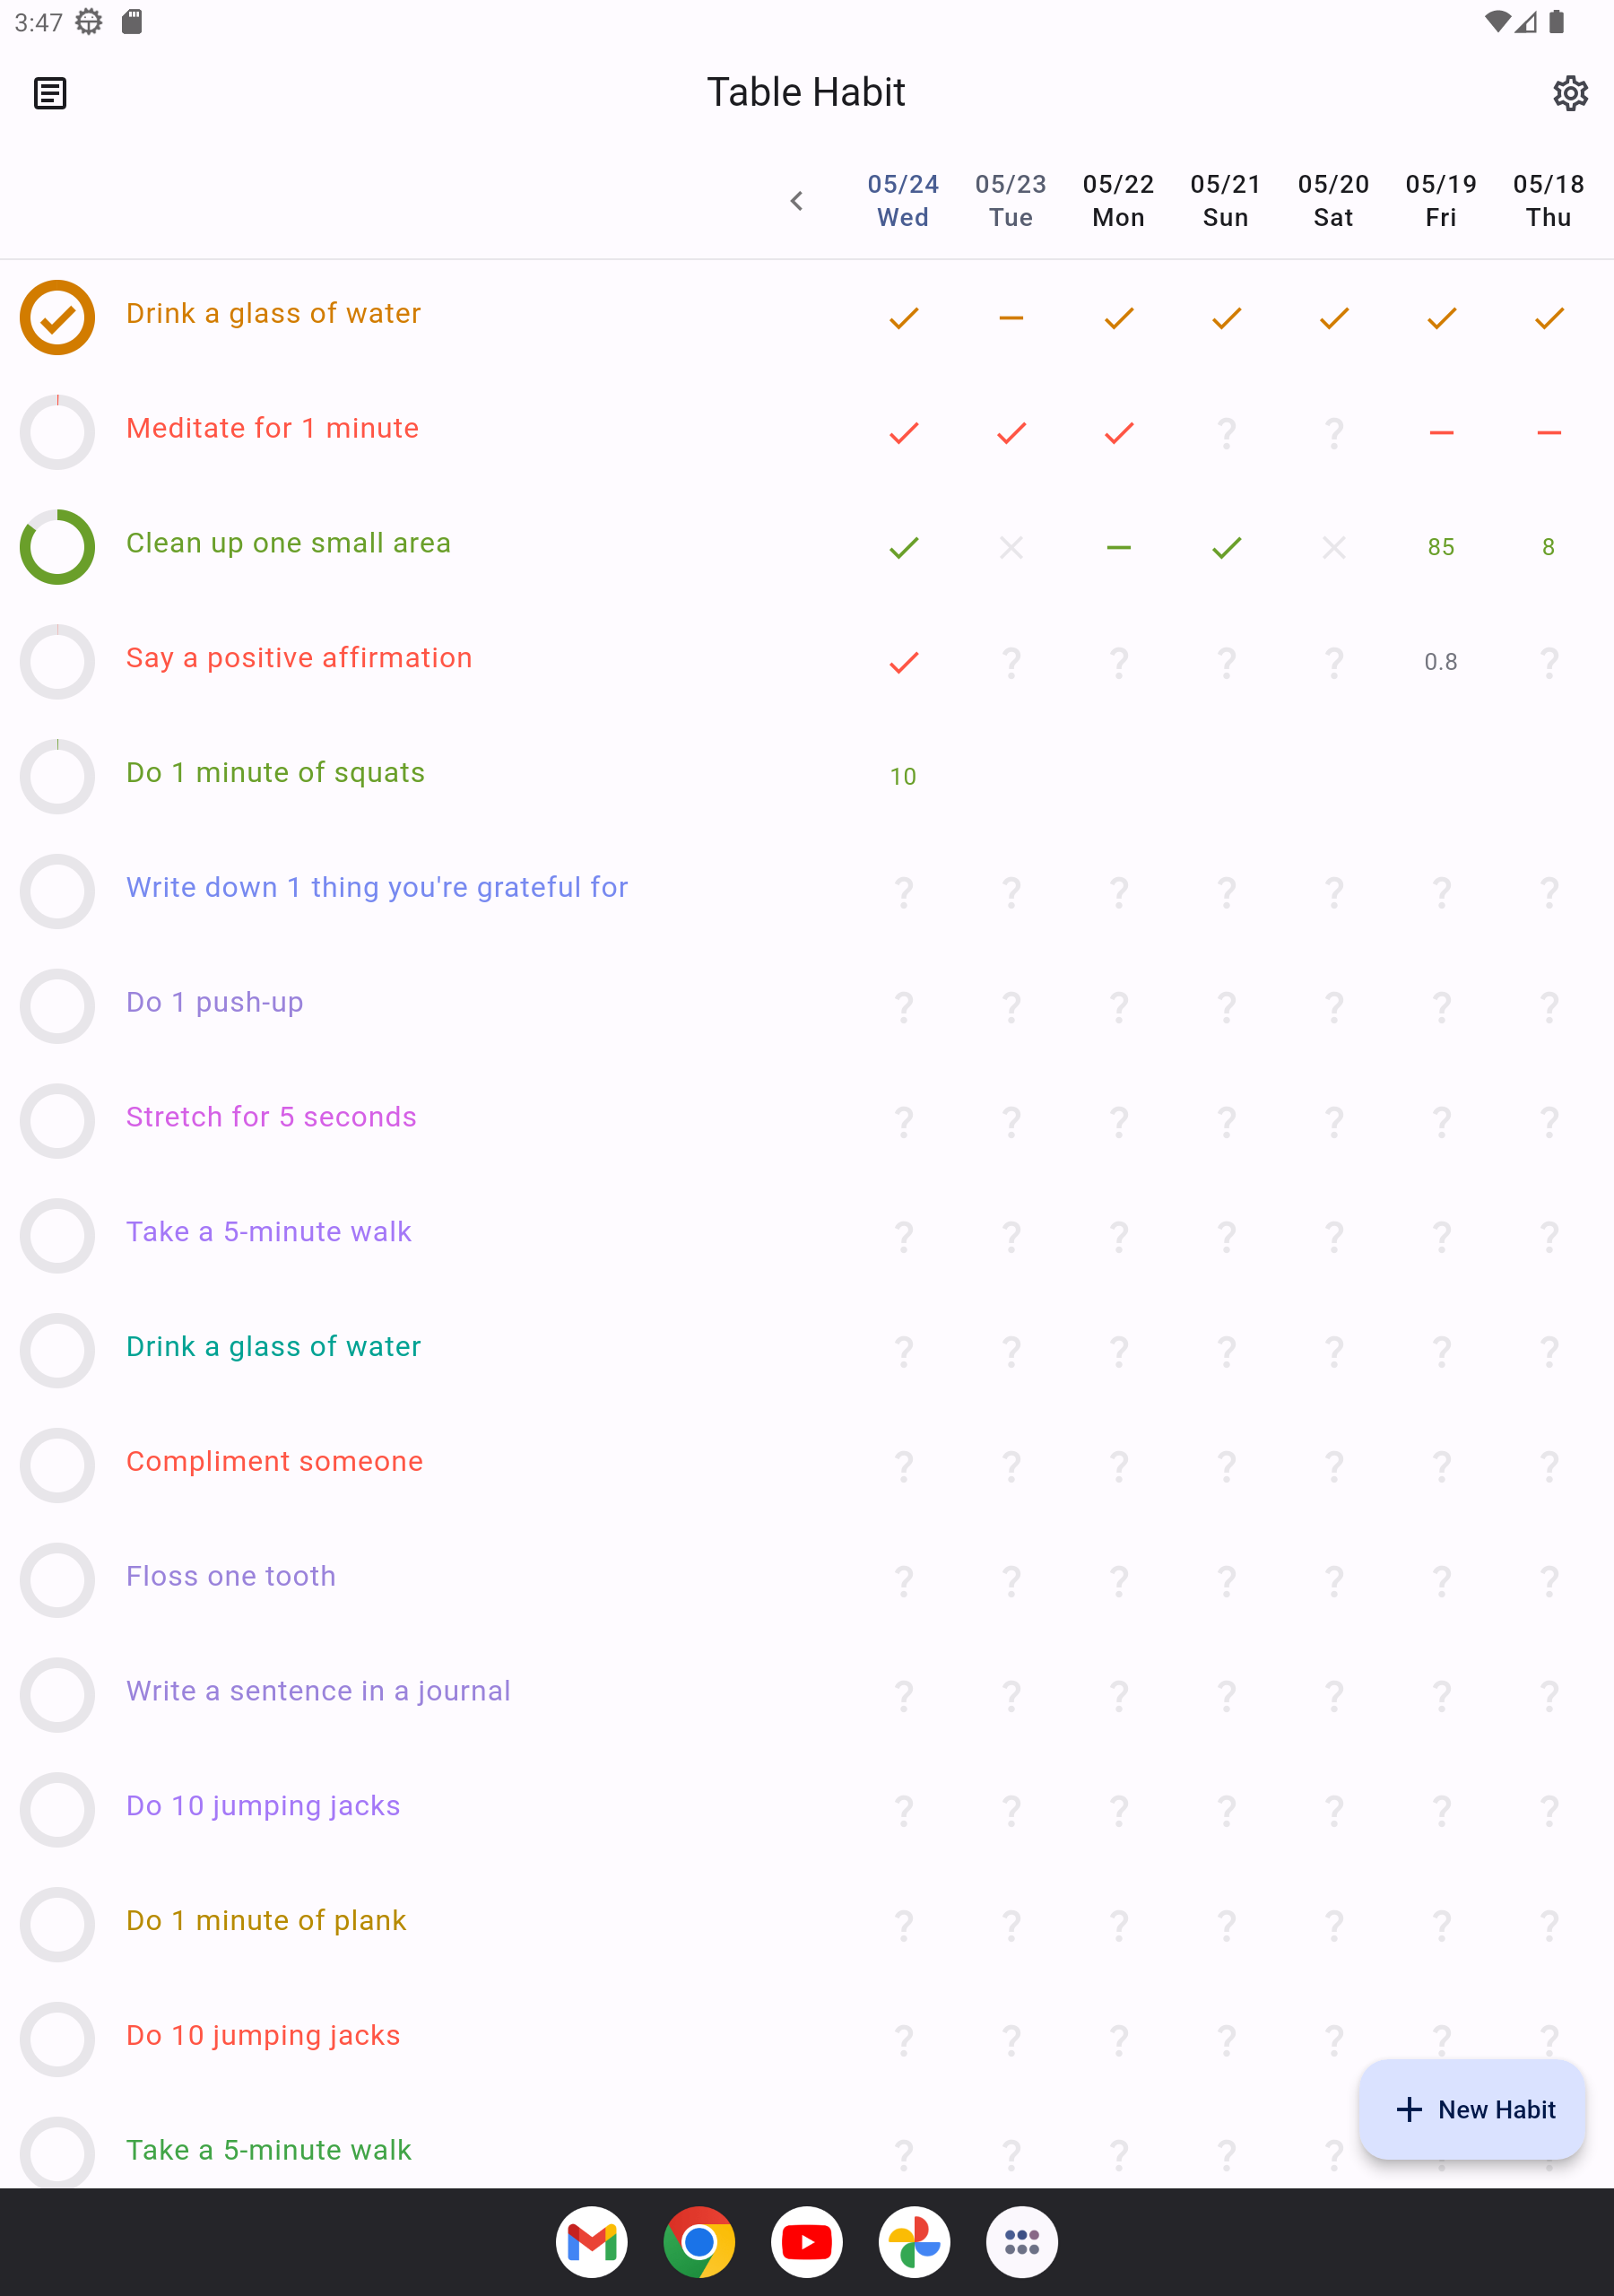 3:47
Table Habit
05/24 05/23 05/22 05/21 05/20 05/19 05/18
Wed Tue Mon Sun Sat Fri Thu
Drink a glass of water
Meditate for 1 minute ? ?
Clean up one small area 85 8
Say a positive affirmation ? ? ? ? 0.8 ?
Do 1 minute of squats 10
Write down 1 thing you're grateful for ? ? ? ? ? ? ?
Do 1 push-up ? ? ? ? ? ? ?
Stretch for 5 seconds ? ? ? ? ? ? ?
Take a 5-minute walk ? ? ? ? ? ? ?
Drink a glass of water ? ? ? ? ? ? ?
Compliment someone ? ? ? ? ? ? ?
Floss one tooth ? ? ? ? ? ? ?
Write a sentence in a journal ? ? ? ? ? ? ?
Do 10 jumping jacks ? ? ? ? ? ? ?
Do 1 minute of plank ? ? ? ? ? ? ?
Do 10 jumping jacks ? ? ? ? ? ? ?
New Habit
Take a 5-minute walk ? ? ? ? ?